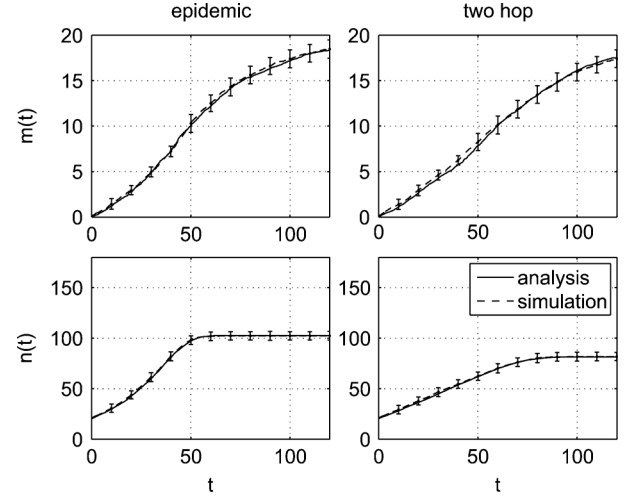 epidemic two hop
20 20
15 15
m(t) 10 10
5 5
0 0
0 50 100 0 50 100
150 150
analysis
simulation
n(t) 100 100
50 50
0 0
0 50 100 0 50 100
t t